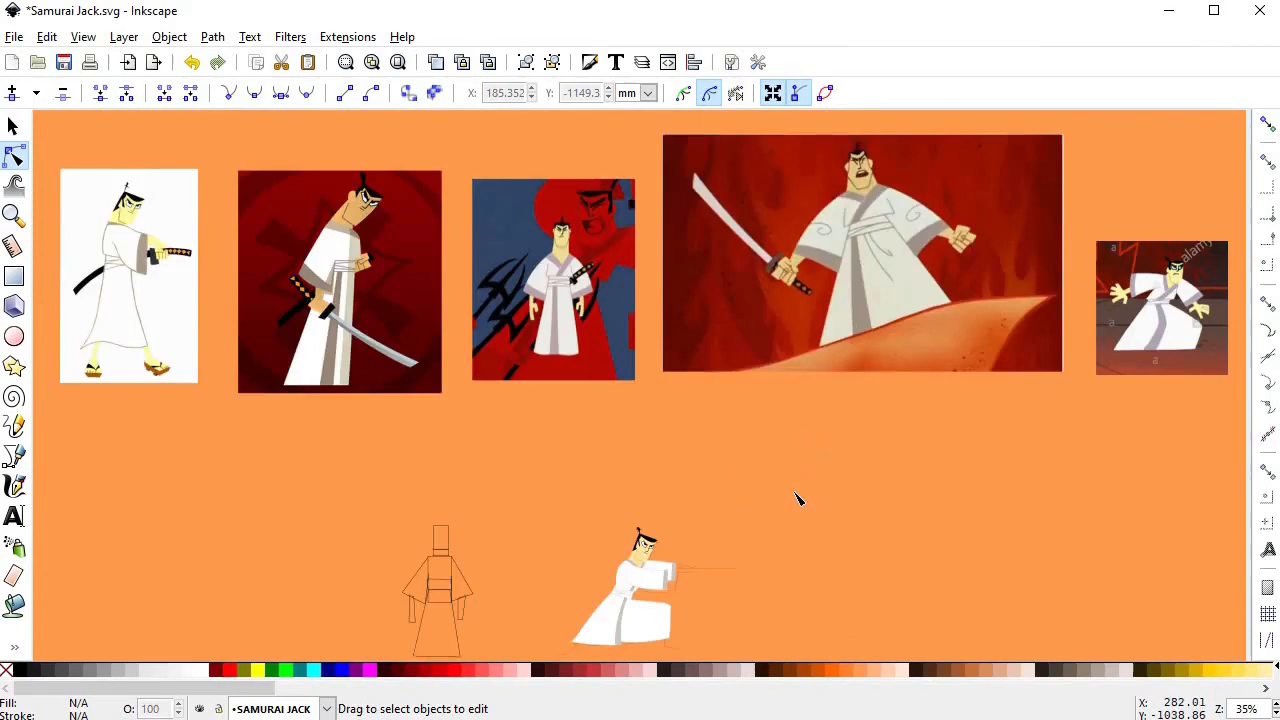 *Samurai Jack.svg - Inkscape
File Edit View Layer Object Path Text Filters Extensions Help
X: 185.352 Y: -1149.3 mm
a alamy
a
a
a
Fill: N/A O: 100 •SAMURAI JACK Drag to select objects to edit X: 282.01 Z: 35%
Stroke: N/A Y: -1038.86